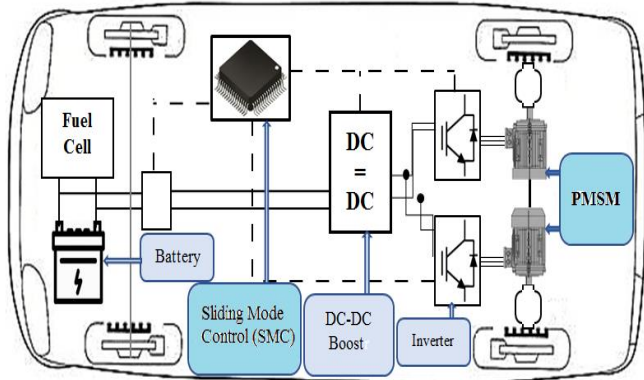 Fuel
Cell
DC
=
DC
PMSM
Battery
Sliding Mode
Control (SMC)
DC-DC
Boost
Inverter